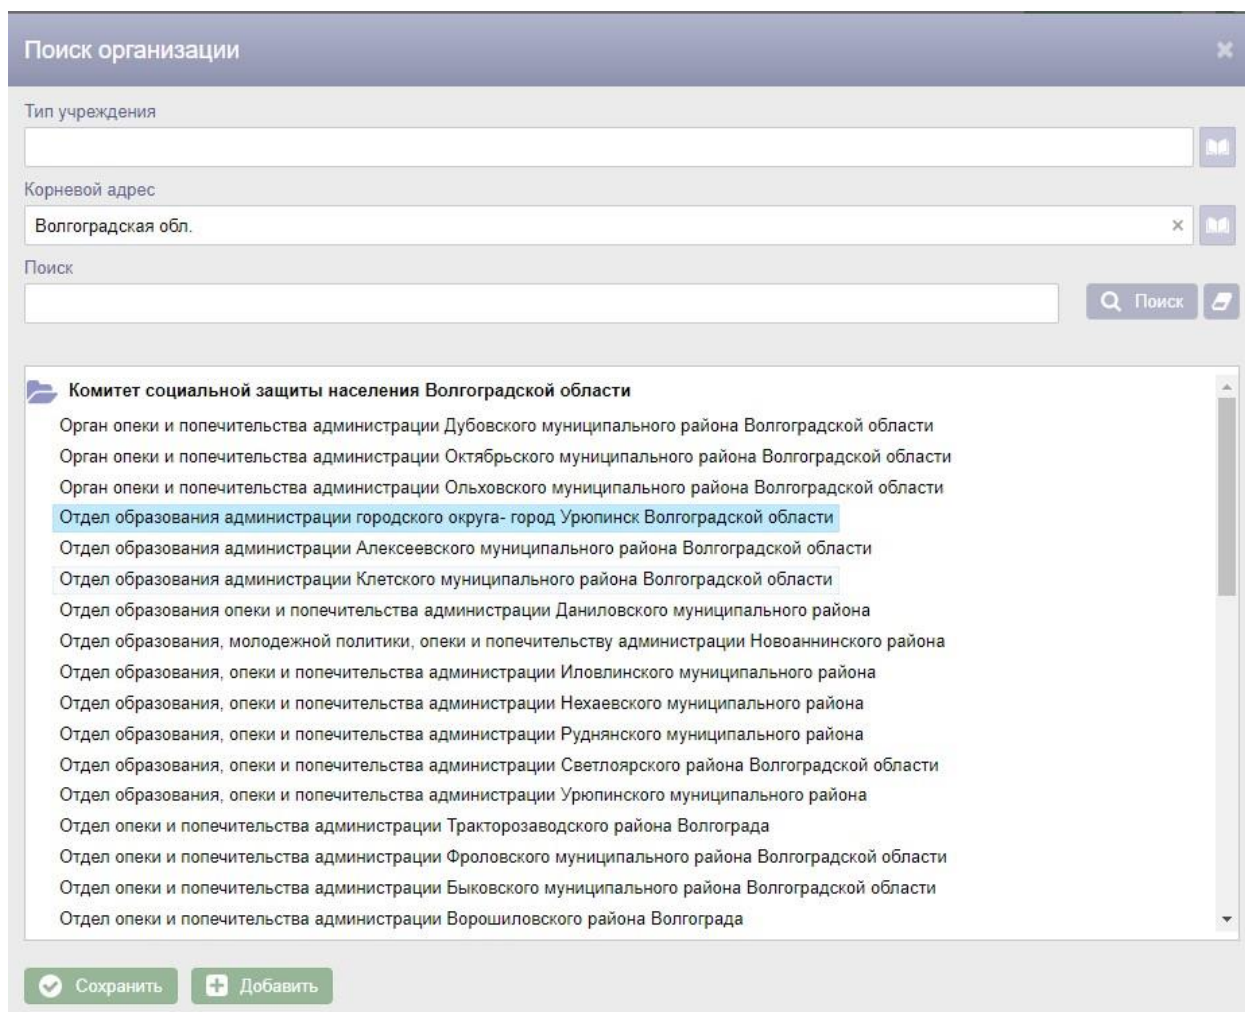 Поиск организации
Тип учреждения
Корневой адрес
Волгоградская обл.
Поиск
Поиск
Комитет социальной защиты населения Волгоградской области
Орган опеки и попечительства администрации Дубовского муниципального района Волгоградской области
Орган опеки и попечительства администрации Октябрьского муниципального района Волгоградской области
Орган опеки и попечительства администрации Ольховского муниципального района Волгоградской области
Отдел образования администрации городского округа- город Урюпинск Волгоградской области
Отдел образования администрации Алексеевского муниципального района Волгоградской области
Отдел образования администрации Клетского муниципального района Волгоградской области
Отдел образования опеки и попечительства администрации Даниловского муниципального района
Отдел образования, молодежной политики, опеки и попечительству администрации Новоаннинского района
Отдел образования, опеки и попечительства администрации Иловлинского муниципального района
Отдел образования, опеки и попечительства администрации Нехаевского муниципального района
Отдел образования, опеки и попечительства администрации Руднянского муниципального района
Отдел образования, опеки и попечительства администрации Светлоярского района Волгоградской области
Отдел образования, опеки и попечительства администрации Урюпинского муниципального района
Отдел опеки и попечительства администрации Тракторозаводского района Волгограда
Отдел опеки и попечительства администрации Фроловского муниципального района Волгоградской области
Отдел опеки и попечительства администрации Быковского муниципального района Волгоградской области
Отдел опеки и попечительства администрации Ворошиловского района Волгограда
Сохранить
Добавить